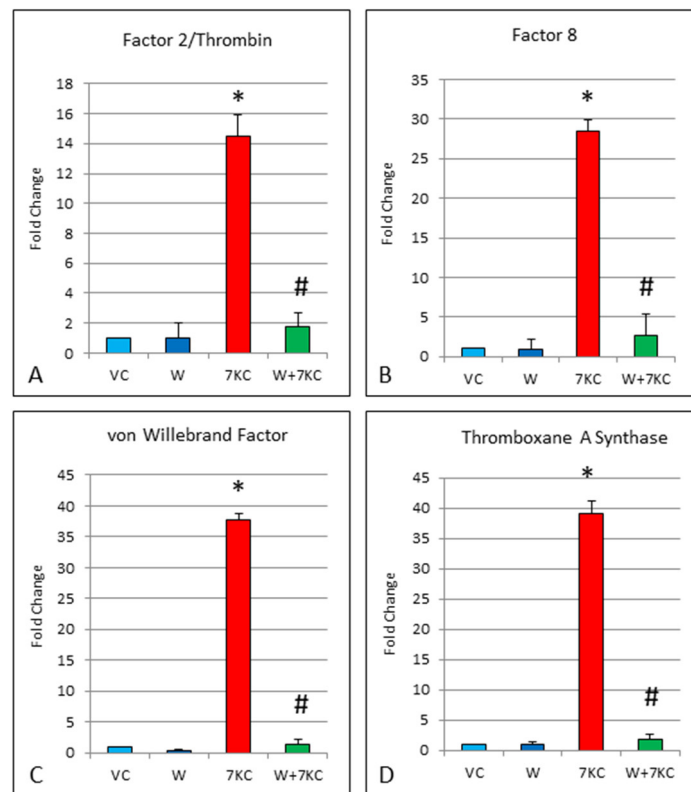 Factor 2/Thrombin
Fold Change
18
16
14
12
10
8
6
4
2
0
*
#
VC W 7KC W+7KC
A
Factor 8
Fold Change
35
30
25
20
15
10
5
0
*
#
VC W 7KC W+7KC
B
von Willebrand Factor
Fold Change
45
40
35
30
25
20
15
10
5
0
*
#
VC W 7KC W+7KC
C
Thromboxane A Synthase
Fold Change
45
40
35
30
25
20
15
10
5
0
*
#
VC W 7KC W+7KC
D